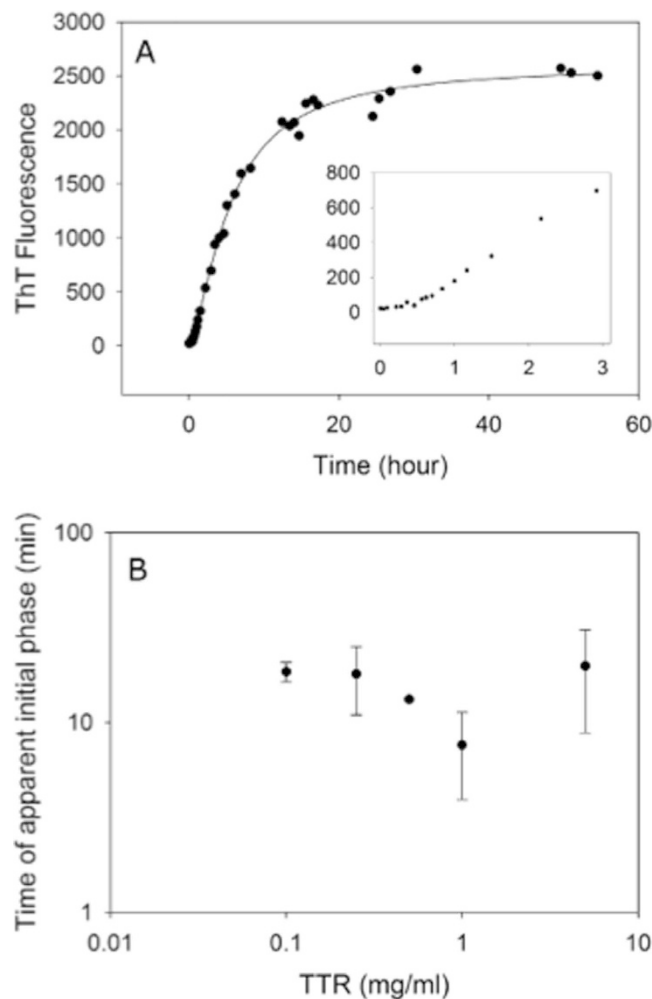 A
3000
2500
2000
1500
1000
500
0
ThT Fluorescence
800
600
400
200
0
0 1 2 3
0 20 40 60
Time (hour)
B
100
10
1
Time of apparent initial phase (min)
0.01 0.1 1 10
TTR (mg/ml)